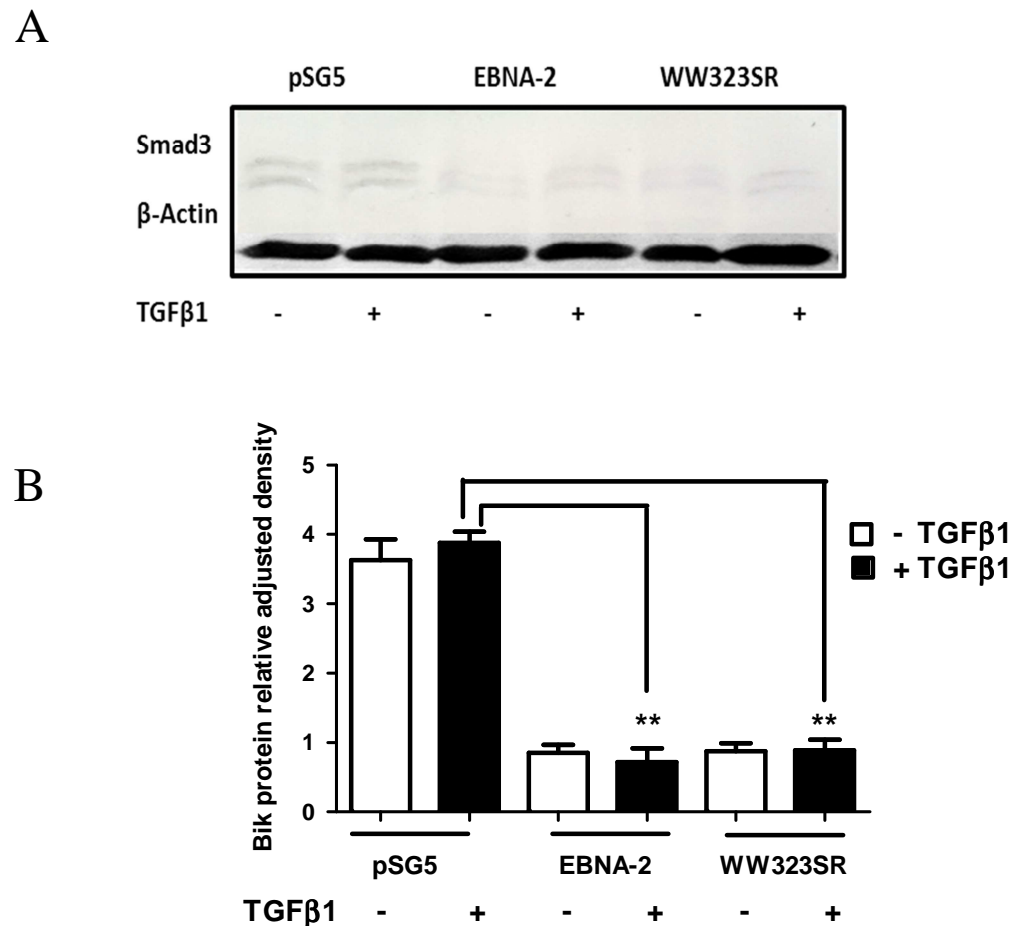 A
pSG5 EBNA-2 WW323SR
Smad3
β-Actin
TGFβ1 - + - + - +
B
Bik protein relative adjusted density
5
4
3
2
1
0
- TGFβ1
+ TGFβ1
** **
pSG5 EBNA-2 WW323SR
TGFβ1 - + - + - +